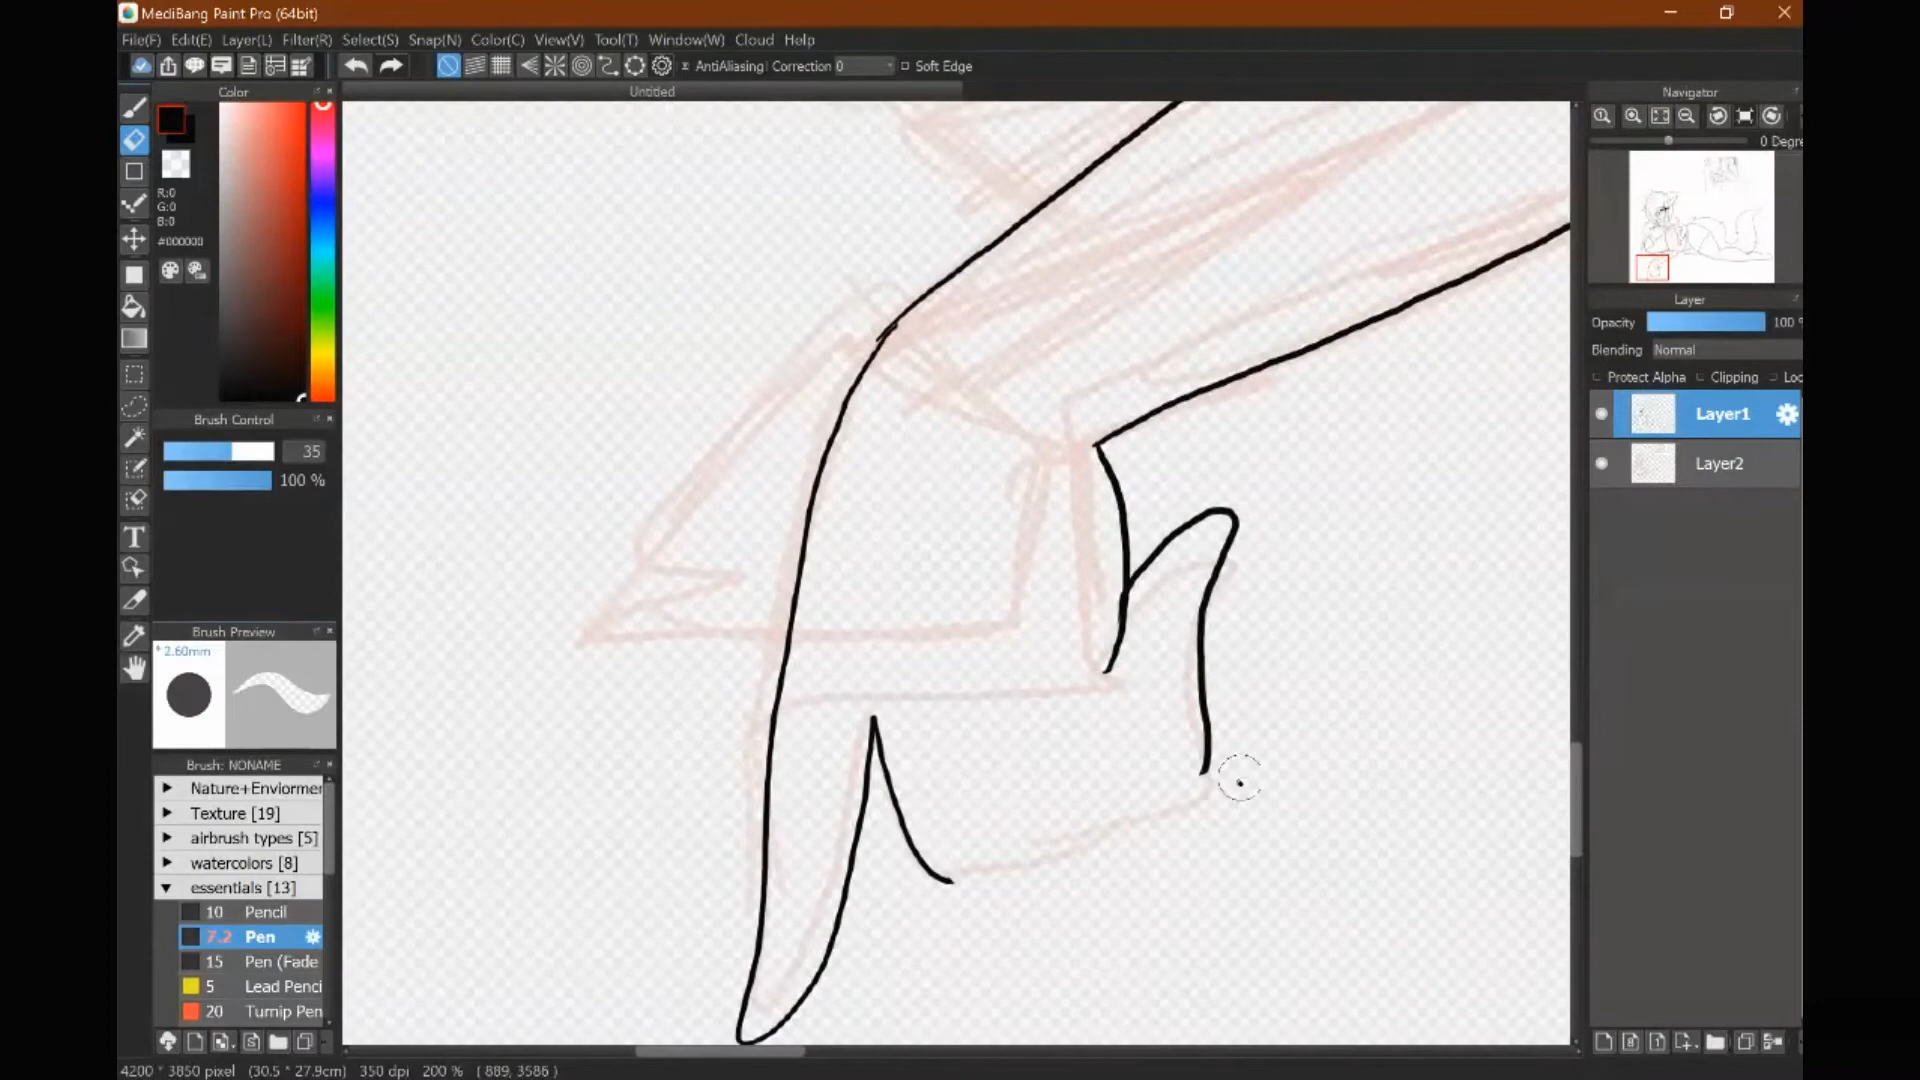 MediBang Paint Pro (64bit)
File(F) Edit(E) Layer(L) Filter(R) Select(S) Snap(N) Color(C) View(V) Tool(T) Window(W) Cloud Help
AntiAliasing Correction 0 Soft Edge
Color
Untitled
Navigator
R:0
G:0
B:0
#000000
0 Degre
Layer
Opacity 100 %
Blending Normal
Protect Alpha Clipping Loc
Layer1
Layer2
Brush Control
35
100 %
Brush Preview
* 2.60mm
Brush: NONAME
Nature+Enviormer
Texture [19]
airbrush types [5]
watercolors [8]
essentials [13]
10 Pencil
7.2 Pen
15 Pen (Fade
5 Lead Penci
20 Turnip Pen
4200 * 3850 pixel (30.5 * 27.9cm) 350 dpi 200 % ( 889, 3586 )